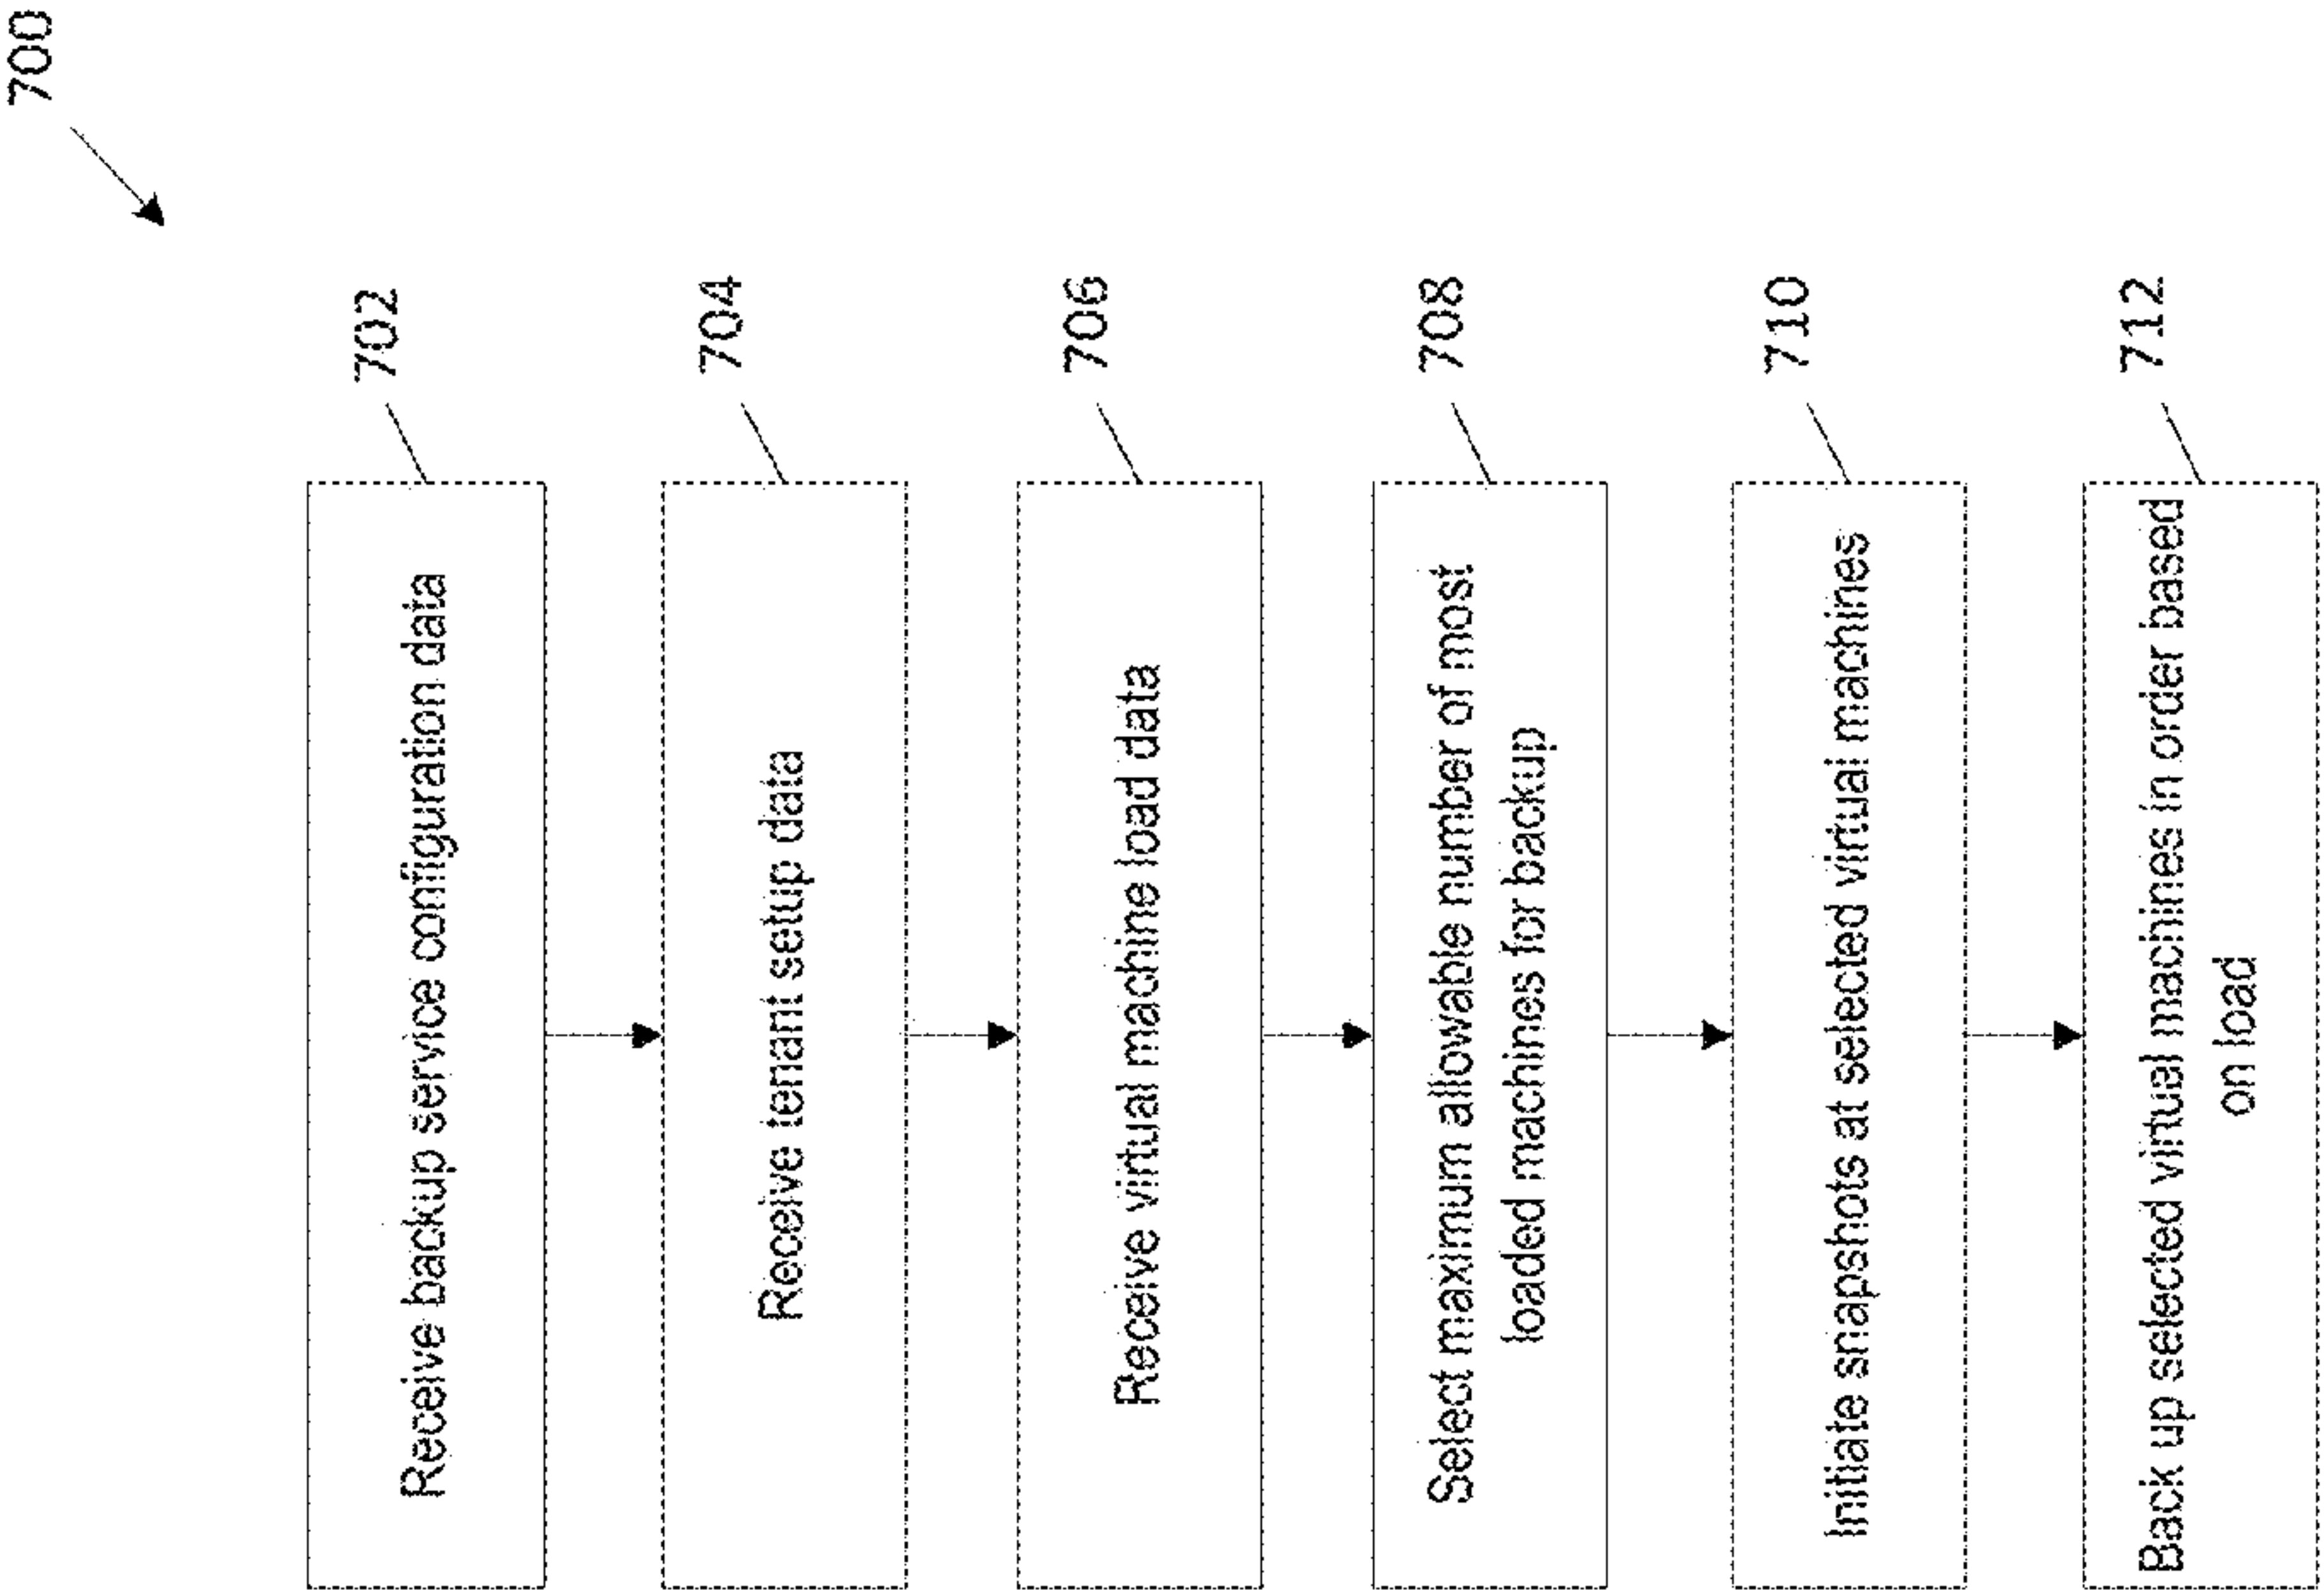 700
702
Receive backup service configuration data
704
Receive tenant setup data
706
Receive virtual machine load data
708
Select maximum allowable number of most
loaded machines for backup
710
Initiate snapshots at selected virtual machines
712
Back up selected virtual machines in order based
on load